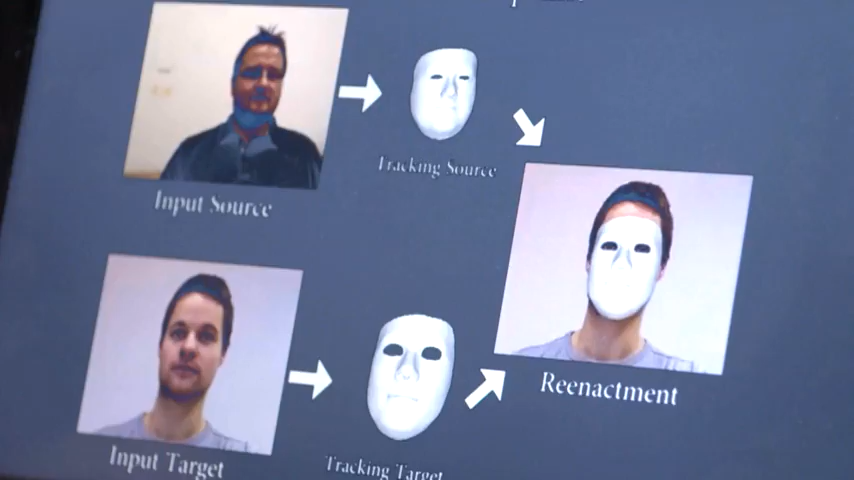 Input Source
Tracking Source
Input Target
Tracking Target
Reenactment